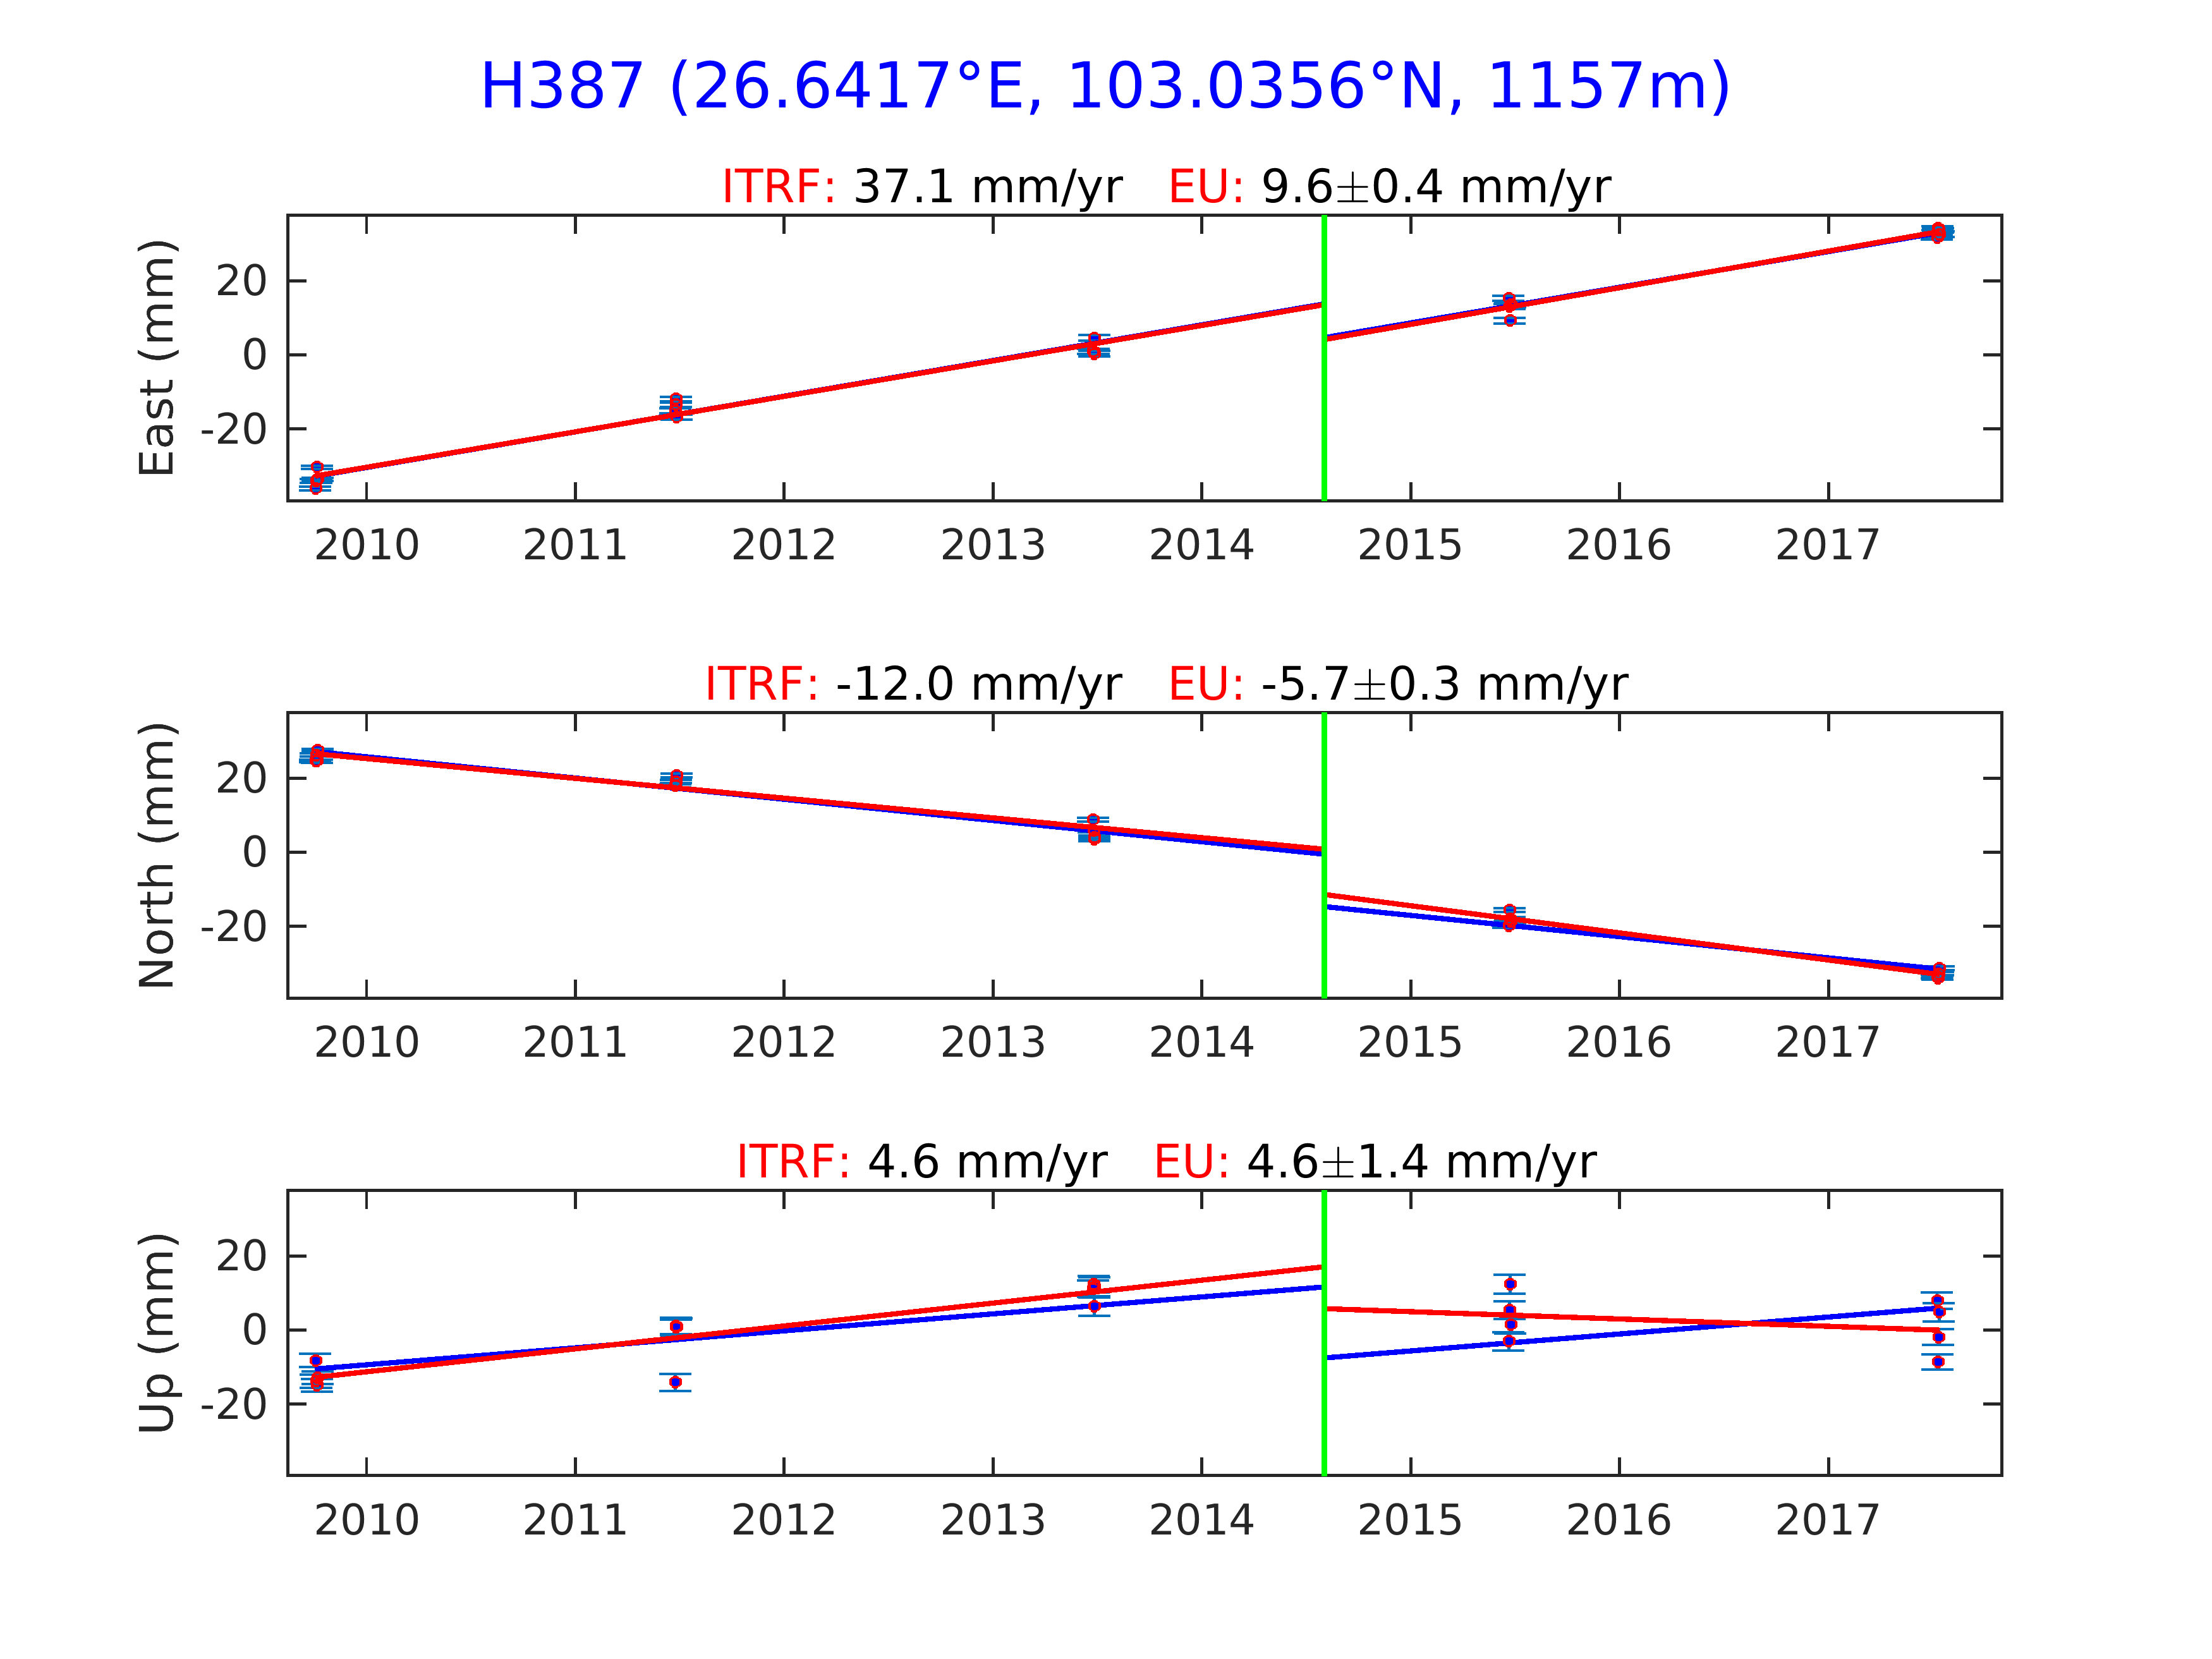 H387 (26.6417°E, 103.0356°N, 1157m)
ITRF: 37.1 mm/yr EU: 9.6±0.4 mm/yr
East (mm)
20
0
-20
2010 2011 2012 2013 2014 2015 2016 2017
ITRF: -12.0 mm/yr EU: -5.7±0.3 mm/yr
North (mm)
20
0
-20
2010 2011 2012 2013 2014 2015 2016 2017
ITRF: 4.6 mm/yr EU: 4.6±1.4 mm/yr
Up (mm)
20
0
-20
2010 2011 2012 2013 2014 2015 2016 2017